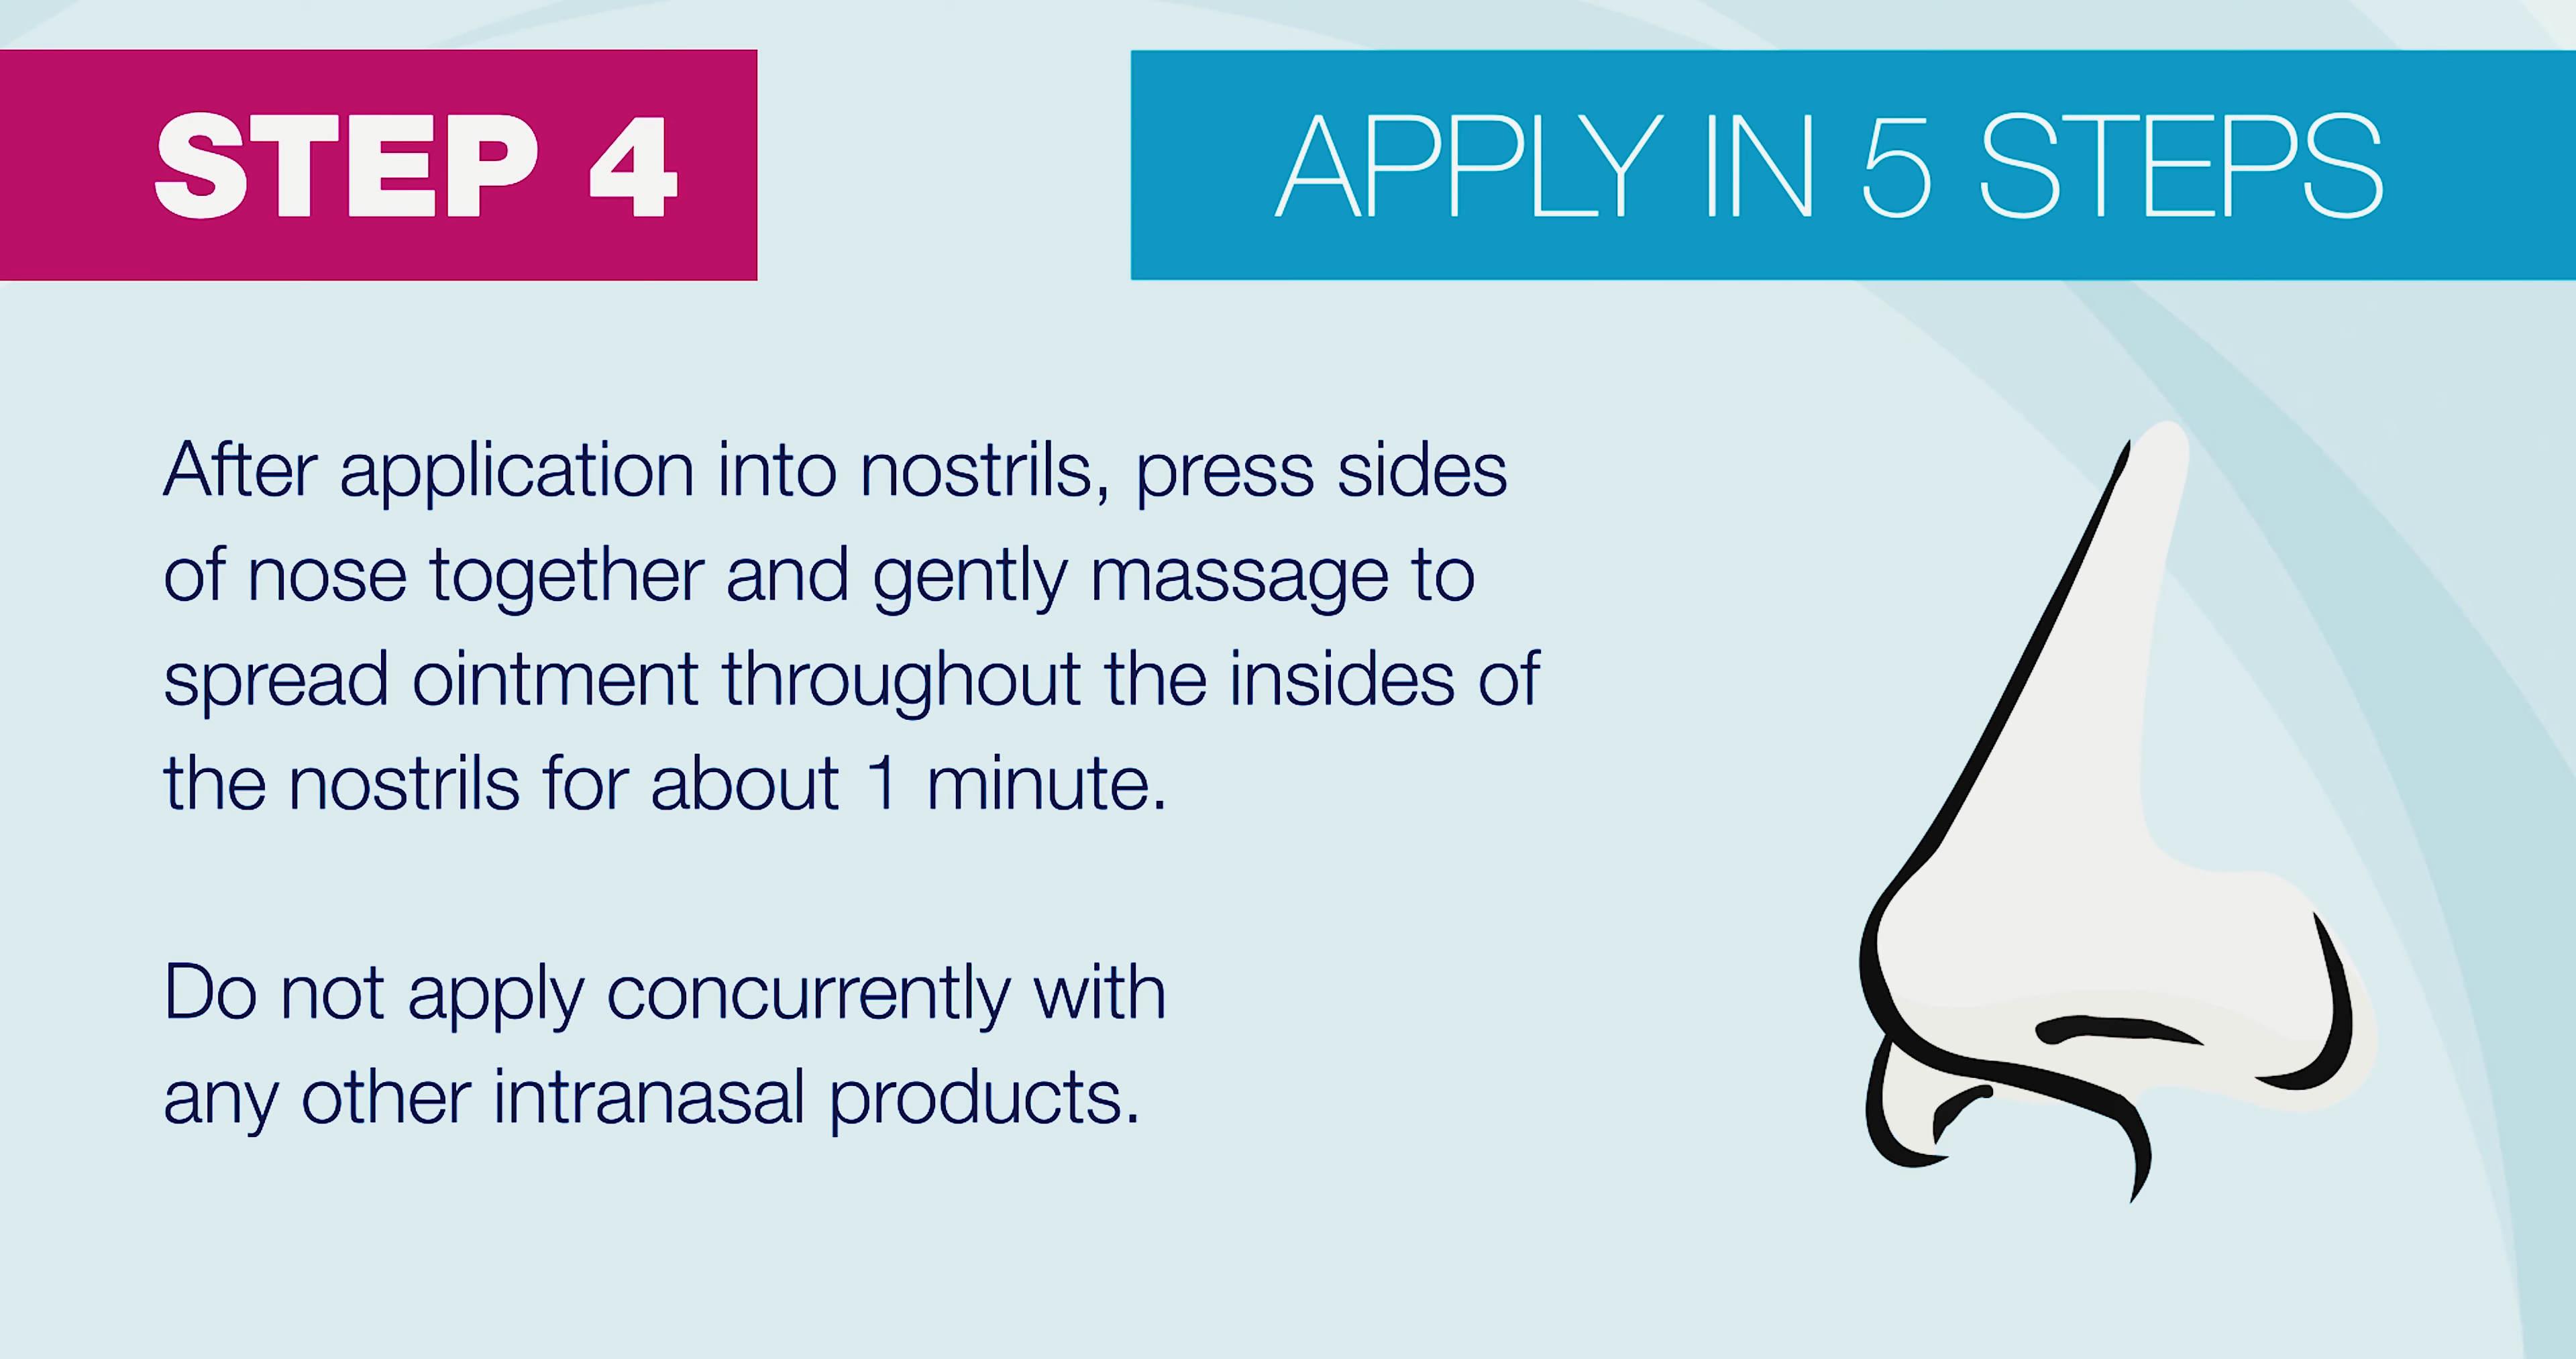 STEP 4
APPLY IN 5 STEPS
After application into nostrils, press sides
of nose together and gently massage to
spread ointment throughout the insides of
the nostrils for about 1 minute.
Do not apply concurrently with
any other intranasal products.